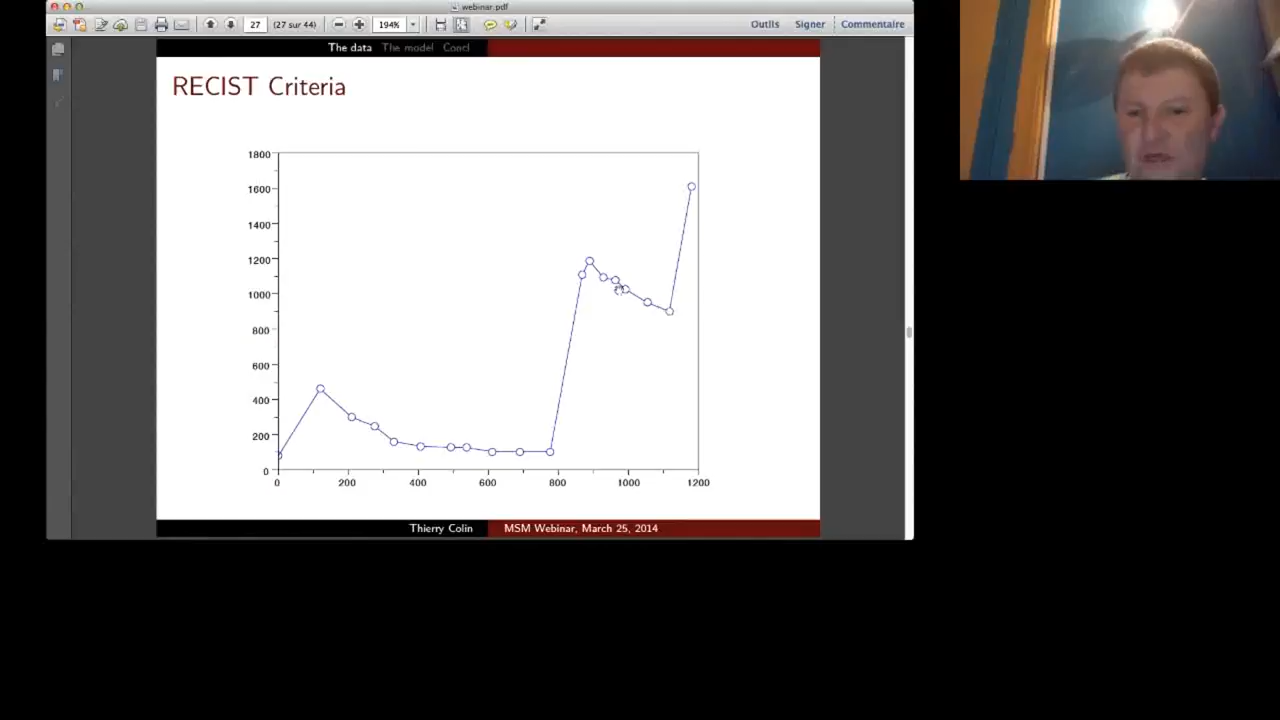 webinar.pdf
27 (27 sur 44) 194% Outils Signer Commentaire
The data The model Concl
RECIST Criteria
1800
1600
1400
1200
1000
800
600
400
200
0
0 200 400 600 800 1000 1200
Thierry Colin MSM Webinar, March 25, 2014